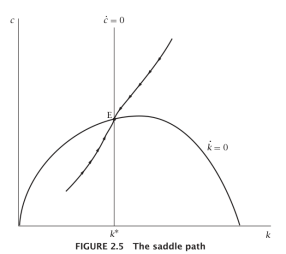 c
ċ = 0
E
k̇ = 0
k*
k
FIGURE 2.5 The saddle path